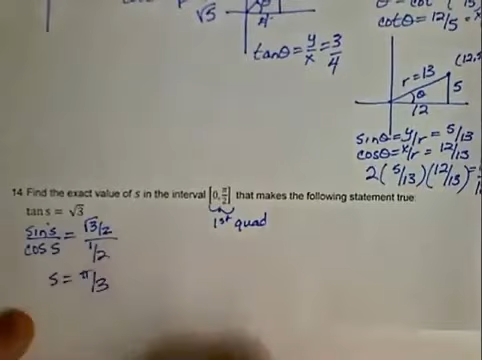 √3
tanθ = y/x = 3/4
cotθ = 12/5 =
r = 13
θ
5
12
sinθ = y/r = 5/13
cosθ = x/r = 12/13
2(5/13)(12/13) =
14 Find the exact value of s in the interval [0, π/2] that makes the following statement true:
tan s = √3
1st quad
sin s/cos s = √3/2 / 1/2
s = π/3